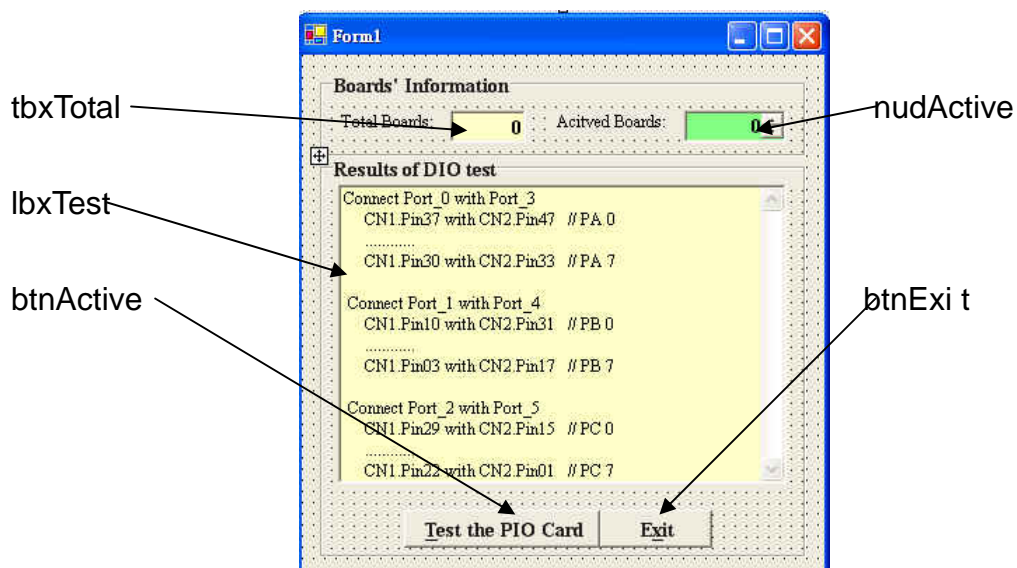 Form1
Boards' Information
tbxTotal
nudActive
Total Boards: 0 Acitved Boards: 0
Results of DIO test
lbxTest
Connect Port_0 with Port_3
CN1.Pin37 with CN2.Pin47 // PA 0
............
CN1.Pin30 with CN2.Pin33 // PA 7
btnActive
btnExi t
Connect Port_1 with Port_4
CN1.Pin10 with CN2.Pin31 // PB 0
............
CN1.Pin03 with CN2.Pin17 // PB 7
Connect Port_2 with Port_5
CN1.Pin29 with CN2.Pin15 // PC 0
............
CN1.Pin22 with CN2.Pin01 // PC 7
Test the PIO Card Exit